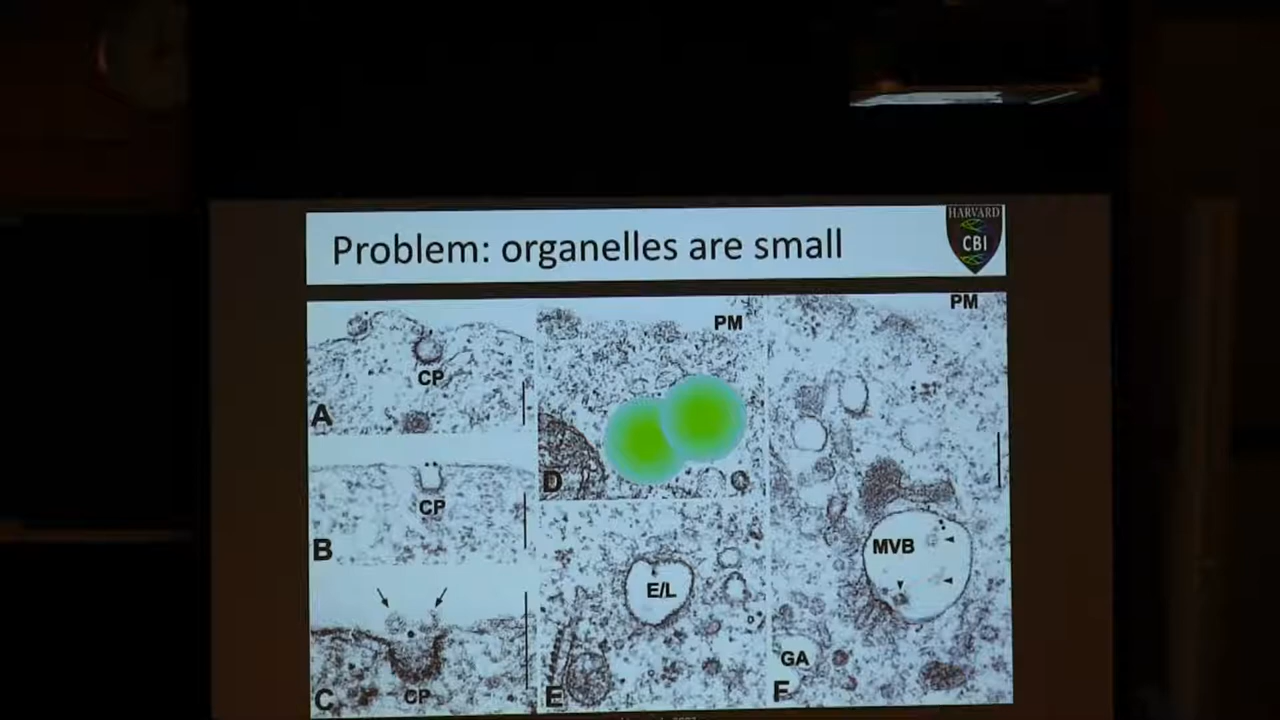 Problem: organelles are small
HARVARD
CBI
CP
A
CP
B
CP
C
PM
D
E/L
E
PM
MVB
GA
F